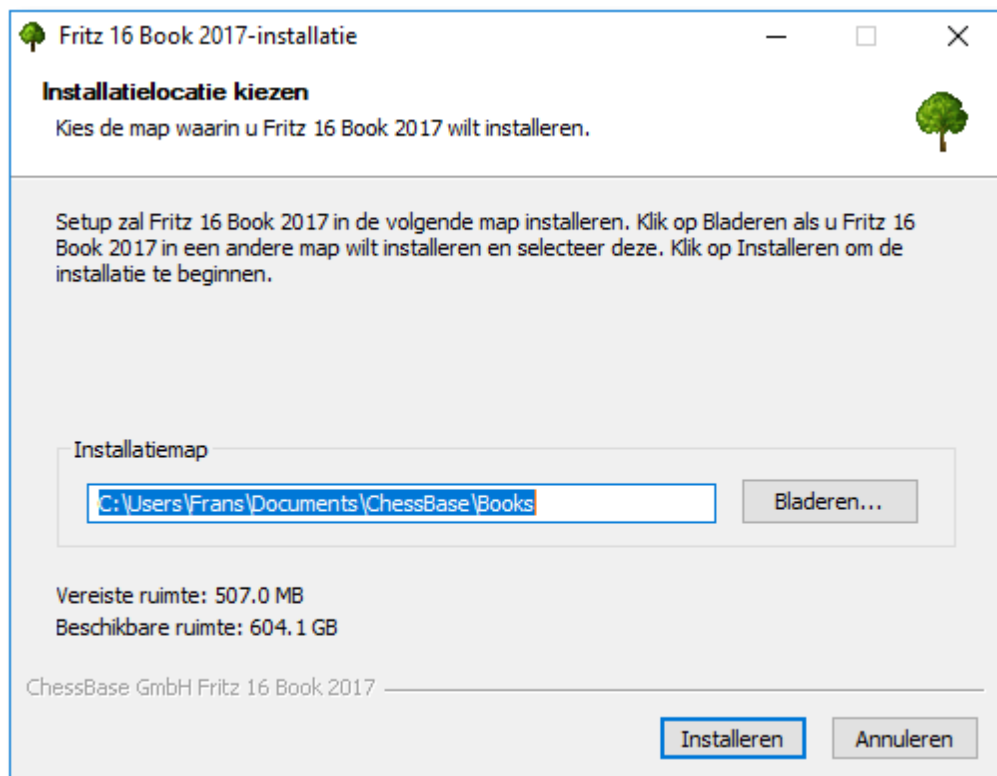 Fritz 16 Book 2017-installatie
Installatielocatie kiezen
Kies de map waarin u Fritz 16 Book 2017 wilt installeren.
Setup zal Fritz 16 Book 2017 in de volgende map installeren. Klik op Bladeren als u Fritz 16
Book 2017 in een andere map wilt installeren en selecteer deze. Klik op Installeren om de
installatie te beginnen.
Installatiemap
C:\Users\Frans\Documents\ChessBase\Books
Bladeren...
Vereiste ruimte: 507.0 MB
Beschikbare ruimte: 604.1 GB
ChessBase GmbH Fritz 16 Book 2017
Installeren
Annuleren